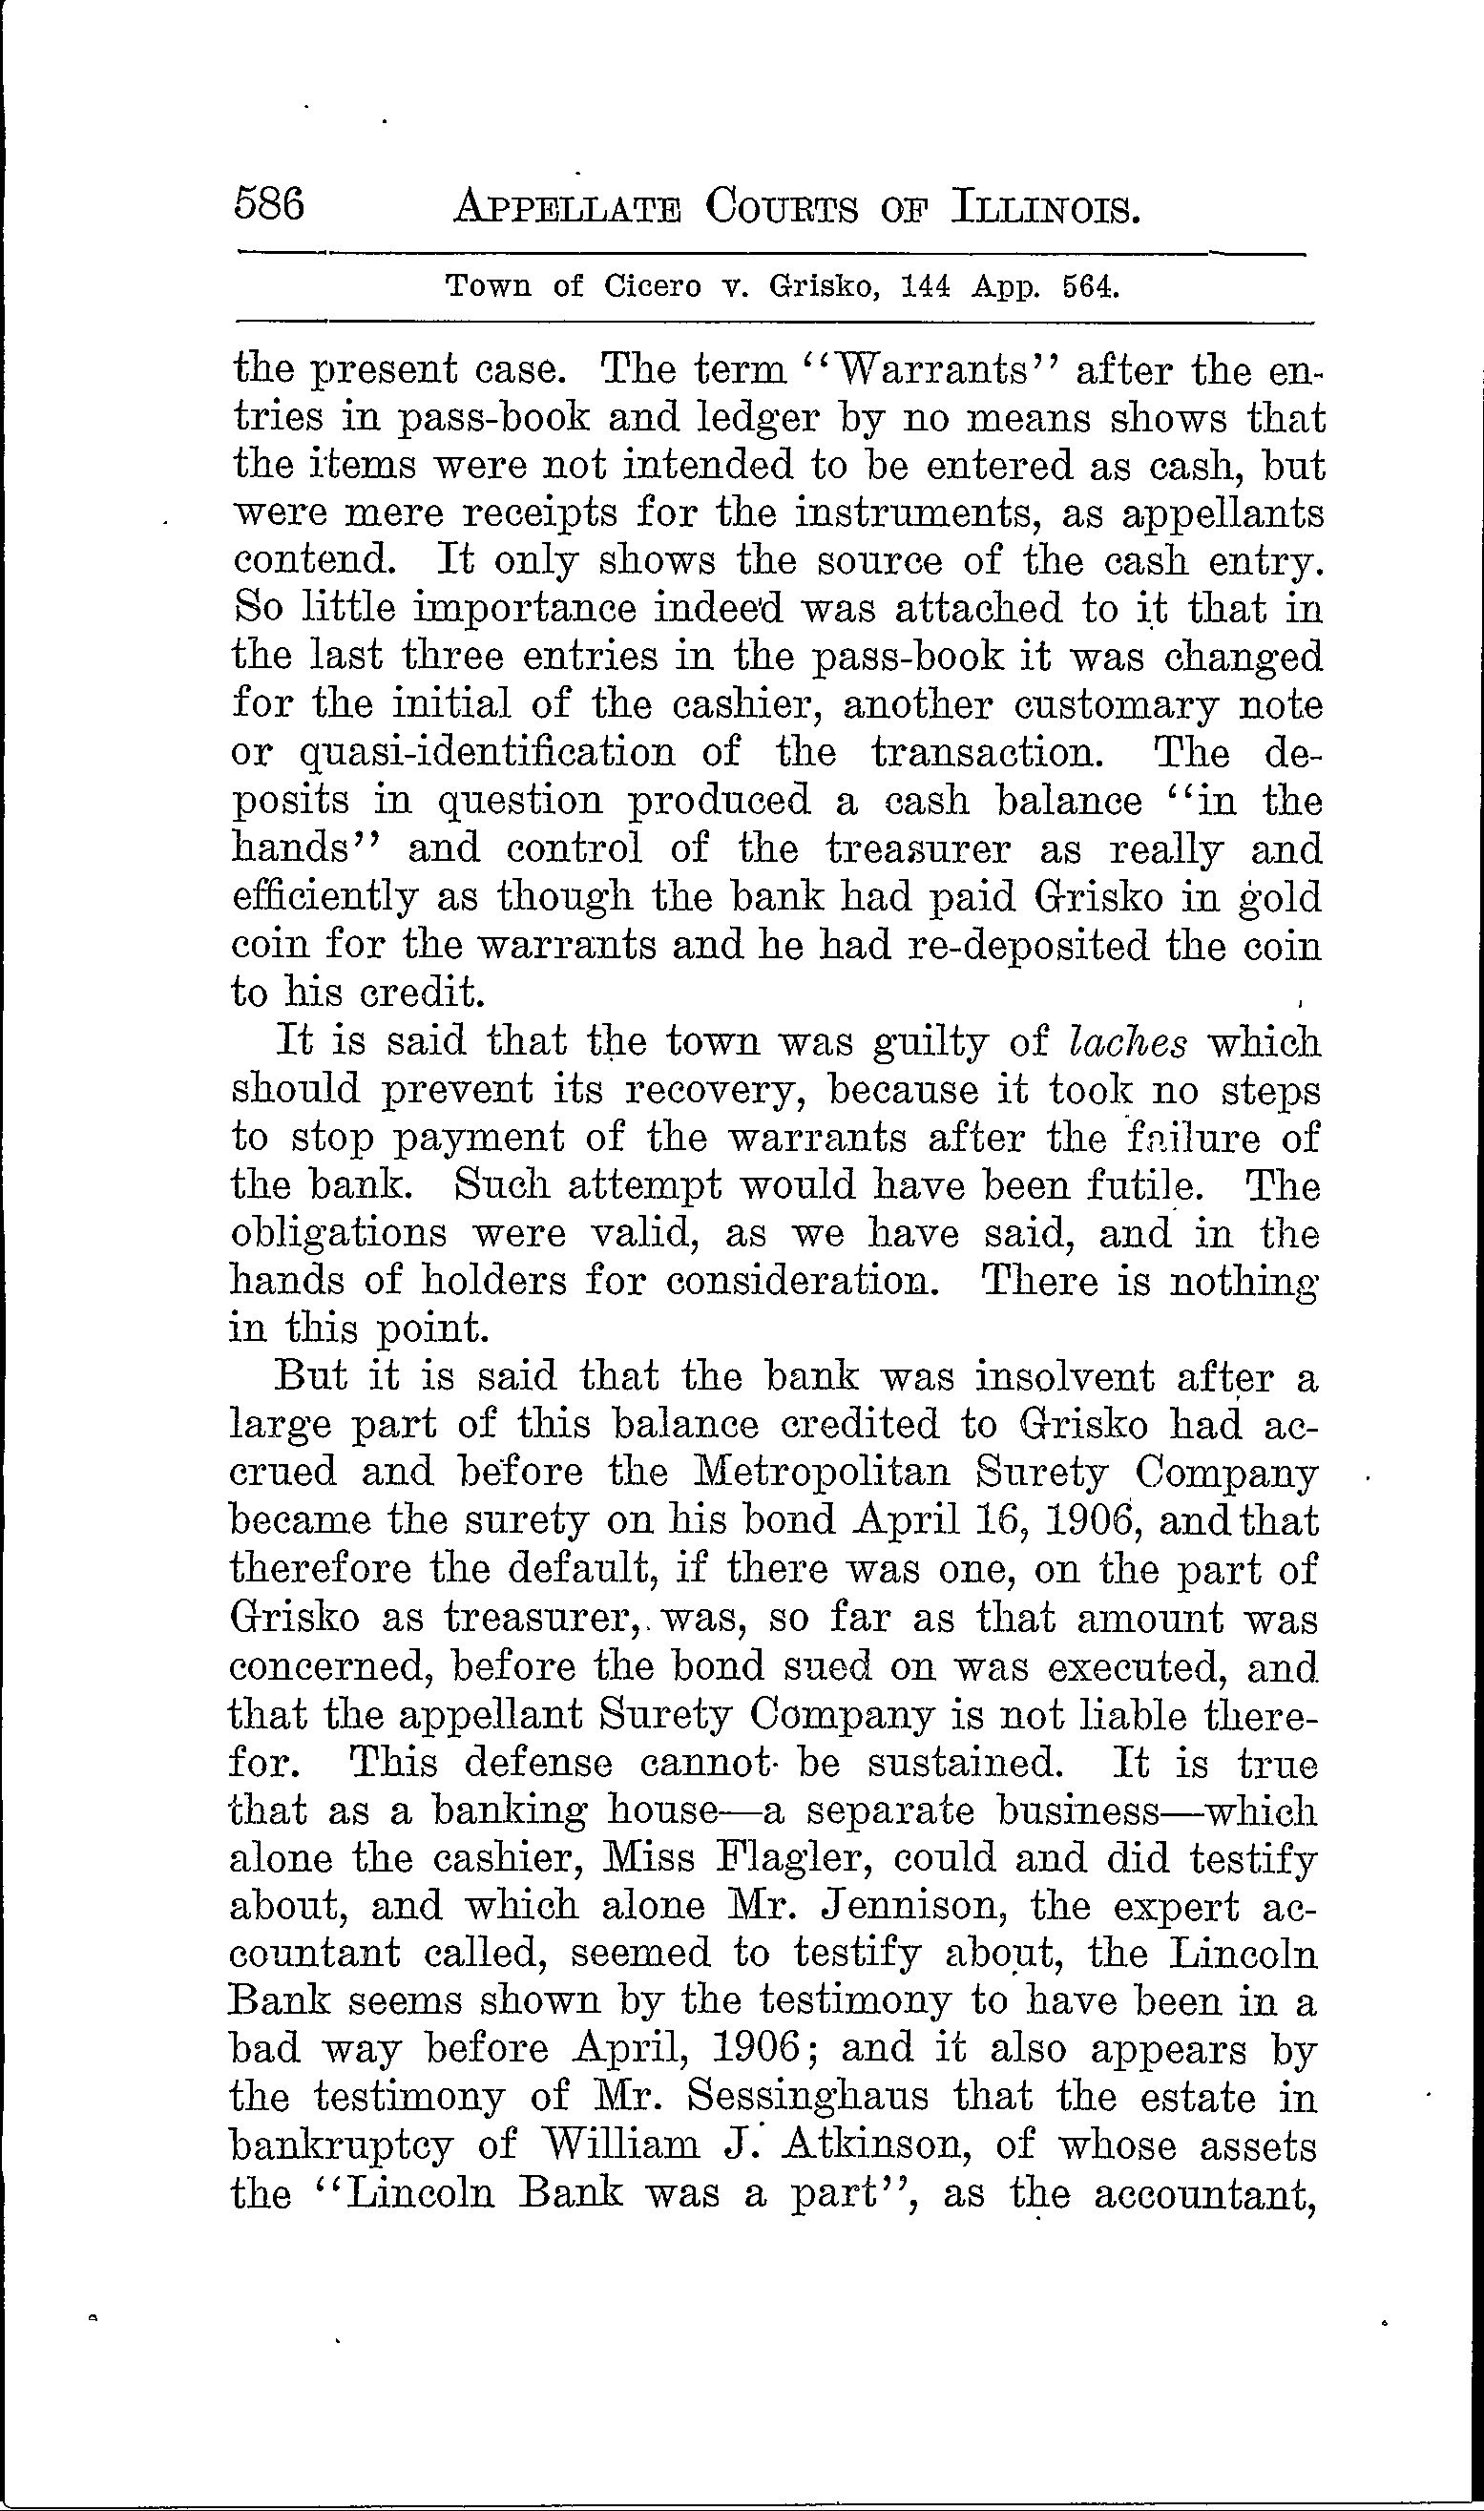 586 APPELLATE COURTS OF ILLINOIS.
Town of Cicero v. Grisko, 144 App. 564.
the present case. The term ‘‘Warrants’’ after the en-
tries in pass-book and ledger by no means shows that
the items were not intended to be entered as cash, but
were mere receipts for the instruments, as appellants
contend. It only shows the source of the cash entry.
So little importance indeed was attached to it that in
the last three entries in the pass-book it was changed
for the initial of the cashier, another customary note
or quasi-identification of the transaction. The de-
posits in question produced a cash balance ‘‘in the
hands’’ and control of the treasurer as really and
efficiently as though the bank had paid Grisko in gold
coin for the warrants and he had re-deposited the coin
to his credit.
It is said that the town was guilty of laches which
should prevent its recovery, because it took no steps
to stop payment of the warrants after the failure of
the bank. Such attempt would have been futile. The
obligations were valid, as we have said, and in the
hands of holders for consideration. There is nothing
in this point.
But it is said that the bank was insolvent after a
large part of this balance credited to Grisko had ac-
crued and before the Metropolitan Surety Company
became the surety on his bond April 16, 1906, and that
therefore the default, if there was one, on the part of
Grisko as treasurer, was, so far as that amount was
concerned, before the bond sued on was executed, and
that the appellant Surety Company is not liable there-
for. This defense cannot be sustained. It is true
that as a banking house—a separate business—which
alone the cashier, Miss Flagler, could and did testify
about, and which alone Mr. Jennison, the expert ac-
countant called, seemed to testify about, the Lincoln
Bank seems shown by the testimony to have been in a
bad way before April, 1906; and it also appears by
the testimony of Mr. Sessinghaus that the estate in
bankruptcy of William J. Atkinson, of whose assets
the ‘‘Lincoln Bank was a part’’, as the accountant,